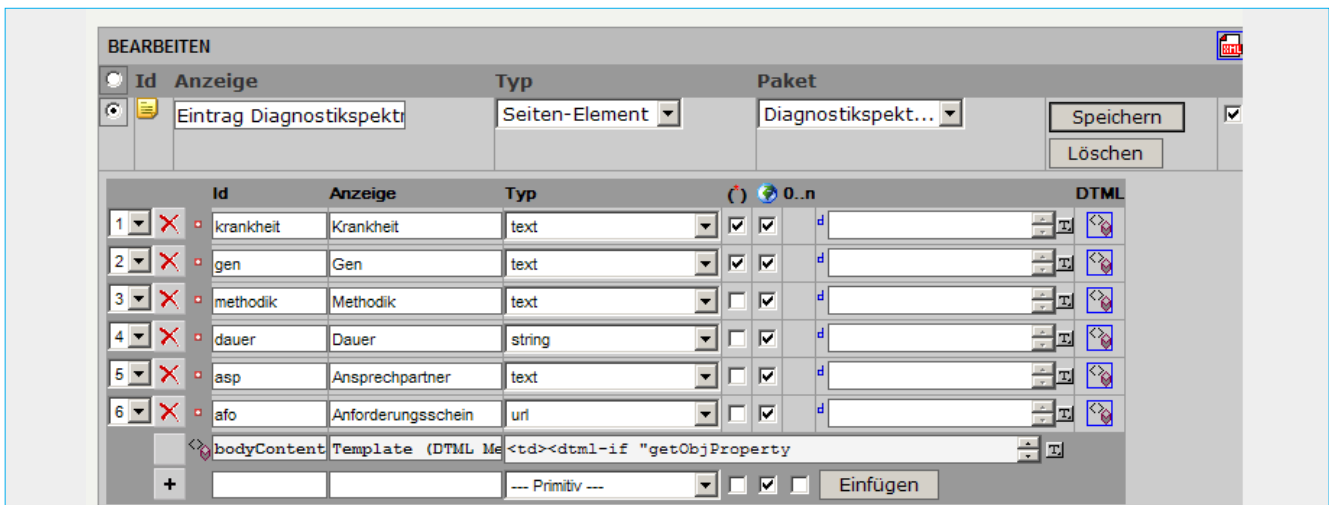 BEARBEITEN
XML
Id Anzeige Typ Paket
Eintrag Diagnostikspektr Seiten-Element Diagnostikspekt... Speichern
Löschen
Id Anzeige Typ (*) 0..n DTML
1 krankheit Krankheit text d T
2 gen Gen text d T
3 methodik Methodik text d T
4 dauer Dauer string d T
5 asp Ansprechpartner text d T
6 afo Anforderungsschein url d T
bodyContent Template (DTML Me <td><dtml-if "getObjProperty T
+ --- Primitiv --- Einfügen